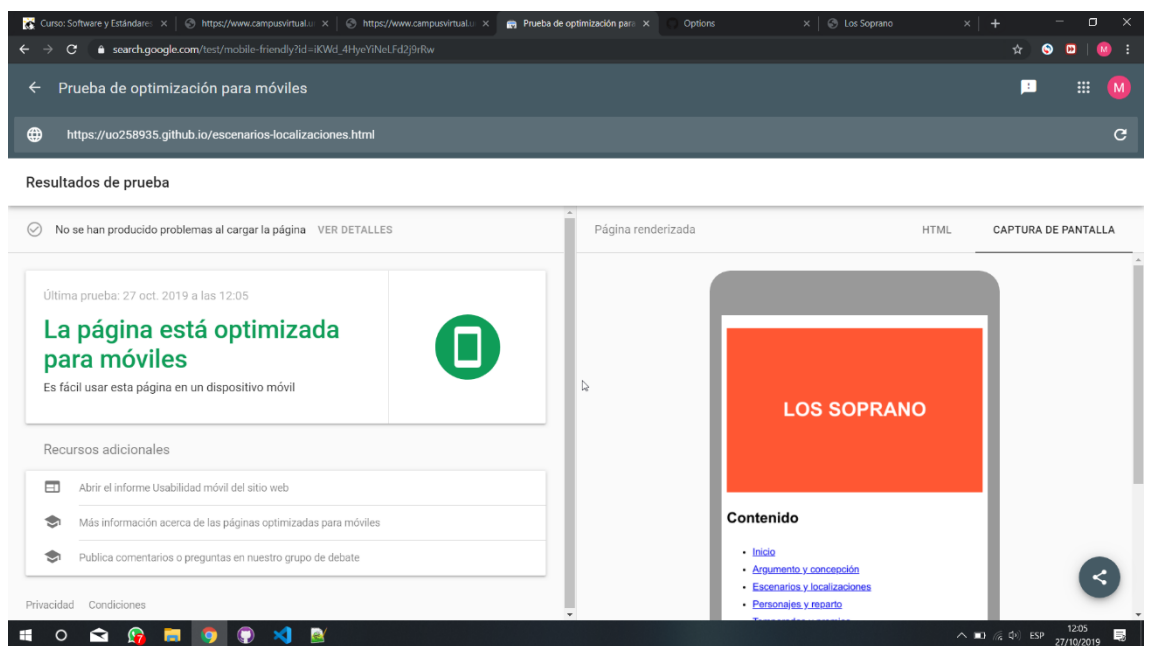 Curso: Software y Estándares
https://www.campusvirtual.u
https://www.campusvirtual.u
Prueba de optimización para
Options
Los Soprano
search.google.com/test/mobile-friendly?id=iKWd_4HyeYiNeLFd2j9rRw
M
Prueba de optimización para móviles
M
https://uo258935.github.io/escenarios-localizaciones.html
Resultados de prueba
No se han producido problemas al cargar la página VER DETALLES
Página renderizada
HTML
CAPTURA DE PANTALLA
Última prueba: 27 oct. 2019 a las 12:05
La página está optimizada
para móviles
Es fácil usar esta página en un dispositivo móvil
LOS SOPRANO
Recursos adicionales
Abrir el informe Usabilidad móvil del sitio web
Más información acerca de las páginas optimizadas para móviles
Publica comentarios o preguntas en nuestro grupo de debate
Contenido
Inicio
Argumento y concepción
Escenarios y localizaciones
Personajes y reparto
Privacidad Condiciones
ESP
12:05
27/10/2019